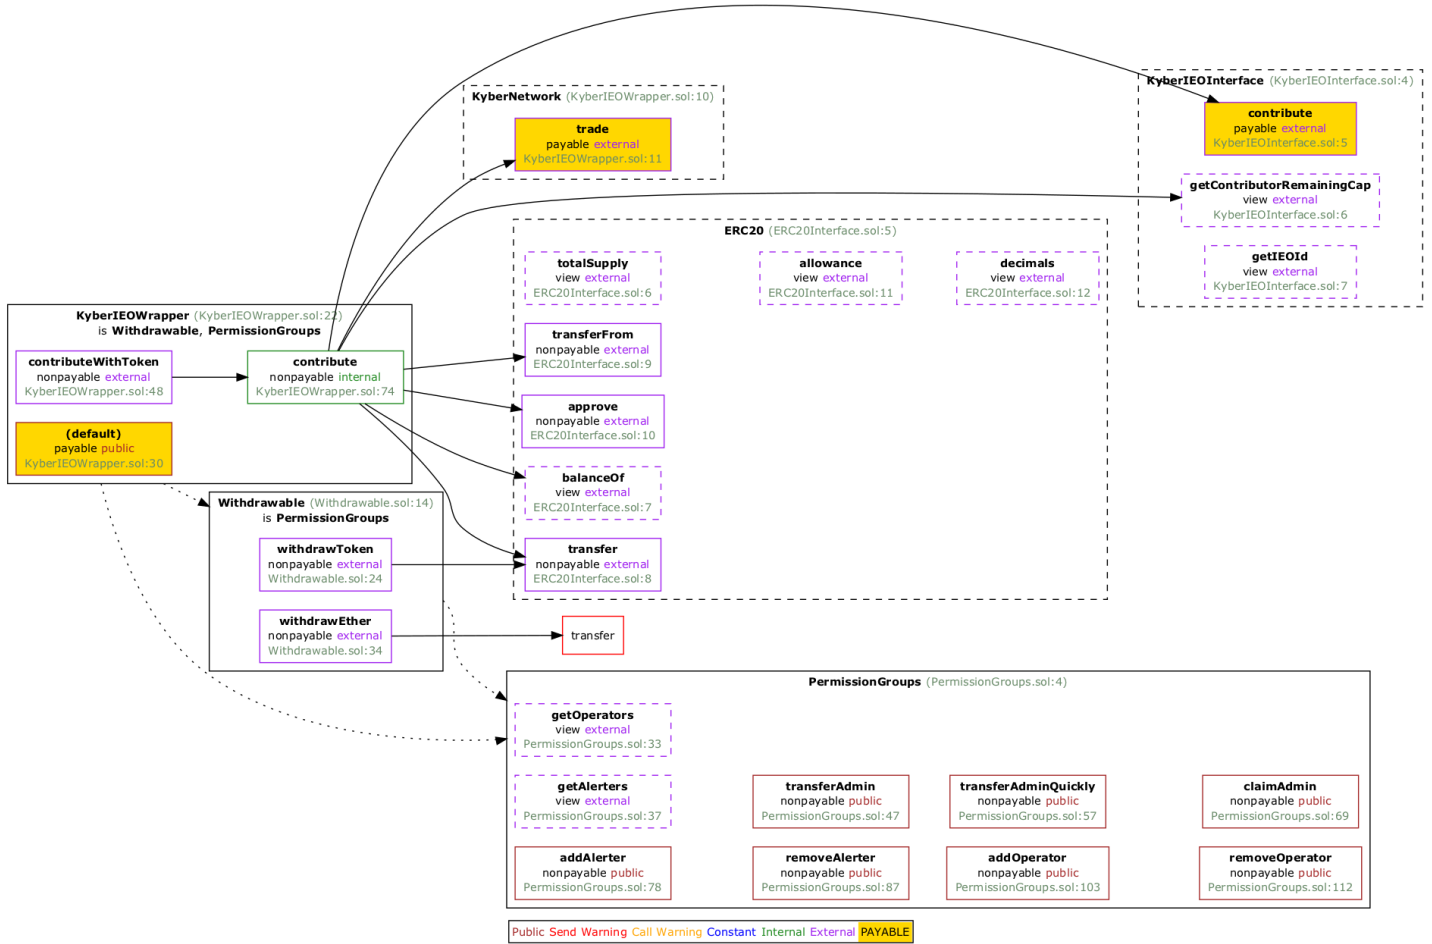 KyberNetwork (KyberIEOWrapper.sol:10)
trade
payable external
KyberIEOWrapper.sol:11
KyberIEOInterface (KyberIEOInterface.sol:4)
contribute
payable external
KyberIEOInterface.sol:5
getContributorRemainingCap
view external
KyberIEOInterface.sol:6
getIEOId
view external
KyberIEOInterface.sol:7
ERC20 (ERC20Interface.sol:5)
totalSupply
view external
ERC20Interface.sol:6
allowance
view external
ERC20Interface.sol:11
decimals
view external
ERC20Interface.sol:12
transferFrom
nonpayable external
ERC20Interface.sol:9
approve
nonpayable external
ERC20Interface.sol:10
balanceOf
view external
ERC20Interface.sol:7
transfer
nonpayable external
ERC20Interface.sol:8
KyberIEOWrapper (KyberIEOWrapper.sol:22)
is Withdrawable, PermissionGroups
contributeWithToken
nonpayable external
KyberIEOWrapper.sol:48
contribute
nonpayable internal
KyberIEOWrapper.sol:74
(default)
payable public
KyberIEOWrapper.sol:30
Withdrawable (Withdrawable.sol:14)
is PermissionGroups
withdrawToken
nonpayable external
Withdrawable.sol:24
withdrawEther
nonpayable external
Withdrawable.sol:34
transfer
PermissionGroups (PermissionGroups.sol:4)
getOperators
view external
PermissionGroups.sol:33
getAlerters
view external
PermissionGroups.sol:37
transferAdmin
nonpayable public
PermissionGroups.sol:47
transferAdminQuickly
nonpayable public
PermissionGroups.sol:57
claimAdmin
nonpayable public
PermissionGroups.sol:69
addAlerter
nonpayable public
PermissionGroups.sol:78
removeAlerter
nonpayable public
PermissionGroups.sol:87
addOperator
nonpayable public
PermissionGroups.sol:103
removeOperator
nonpayable public
PermissionGroups.sol:112
Public Send Warning Call Warning Constant Internal External PAYABLE